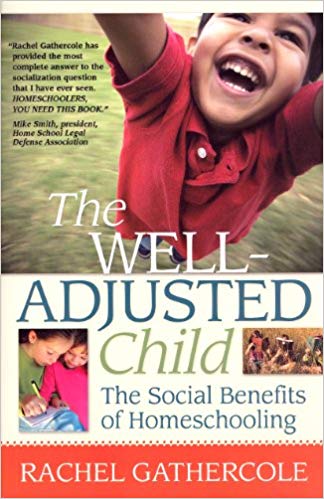 "Rachel Gathercole has
provided the most
complete answer to the
socialization question
that I have ever seen.
HOMESCHOOLERS,
YOU NEED THIS BOOK."
Mike Smith, president,
Home School Legal
Defense Association
The
WELL-
ADJUSTED
Child
The Social Benefits
of Homeschooling
RACHEL GATHERCOLE